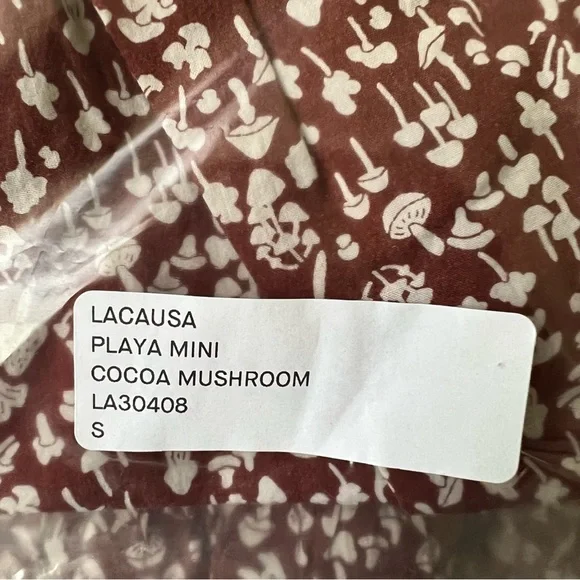 LACAUSA
PLAYA MINI
COCOA MUSHROOM
LA30408
S